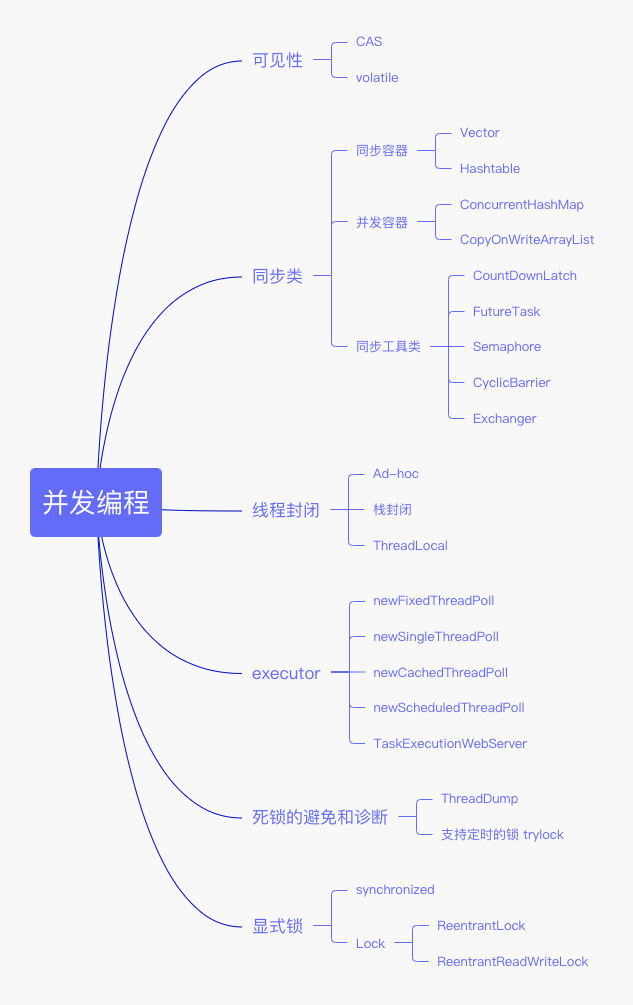 并发编程
可见性
CAS
volatile
同步类
同步容器
Vector
Hashtable
并发容器
ConcurrentHashMap
CopyOnWriteArrayList
同步工具类
CountDownLatch
FutureTask
Semaphore
CyclicBarrier
Exchanger
线程封闭
Ad-hoc
栈封闭
ThreadLocal
executor
newFixedThreadPoll
newSingleThreadPoll
newCachedThreadPoll
newScheduledThreadPoll
TaskExecutionWebServer
死锁的避免和诊断
ThreadDump
支持定时的锁 trylock
显式锁
synchronized
Lock
ReentrantLock
ReentrantReadWriteLock